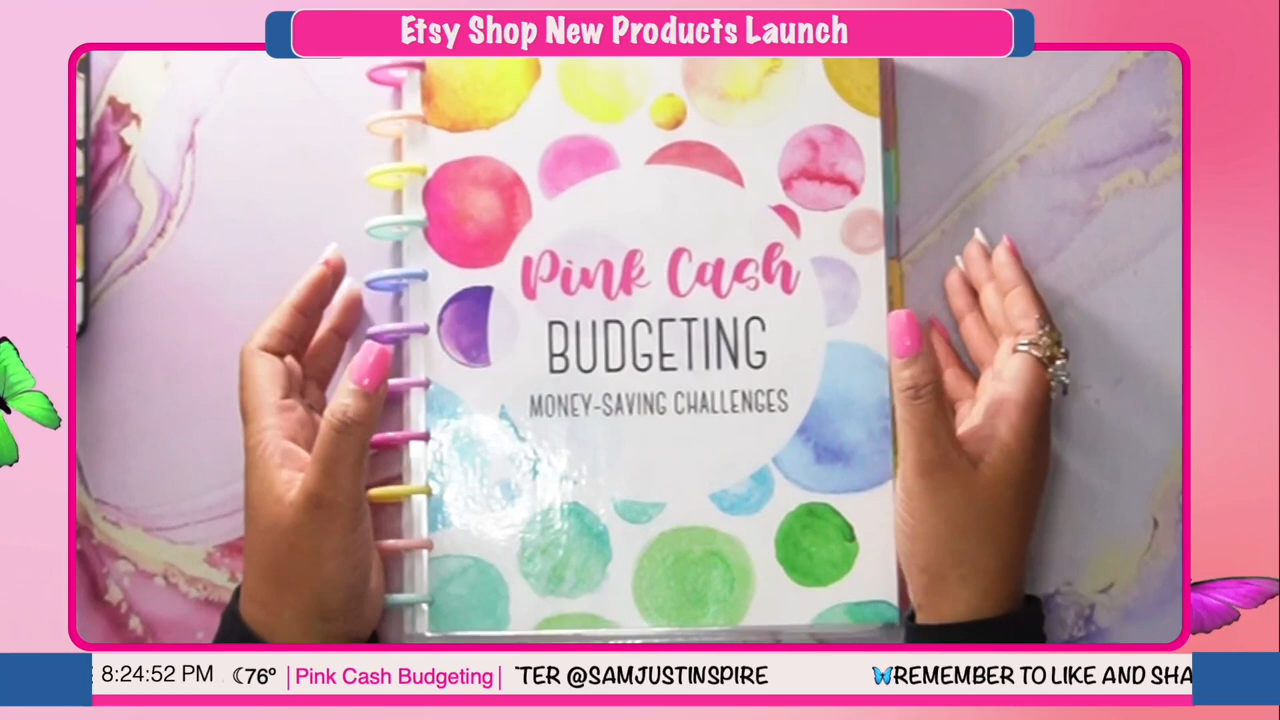 Etsy Shop New Products Launch
Pink Cash
BUDGETING
MONEY-SAVING CHALLENGES
8:24:52 PM 76° |Pink Cash Budgeting| TER @SAMJUSTINSPIRE REMEMBER TO LIKE AND SHA